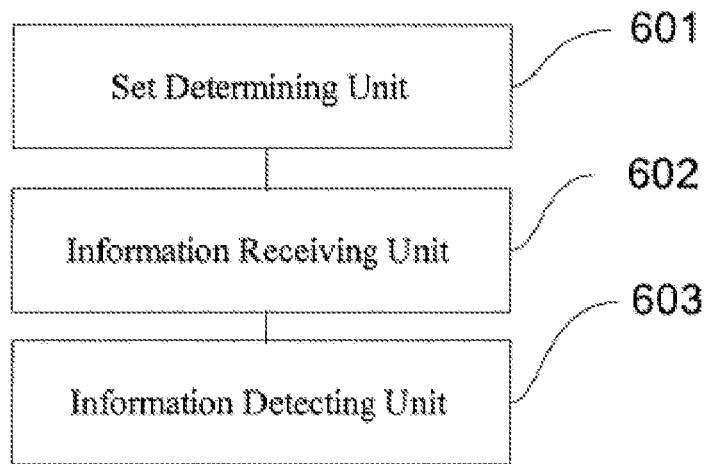 601
Set Determining Unit
602
Information Receiving Unit
603
Information Detecting Unit